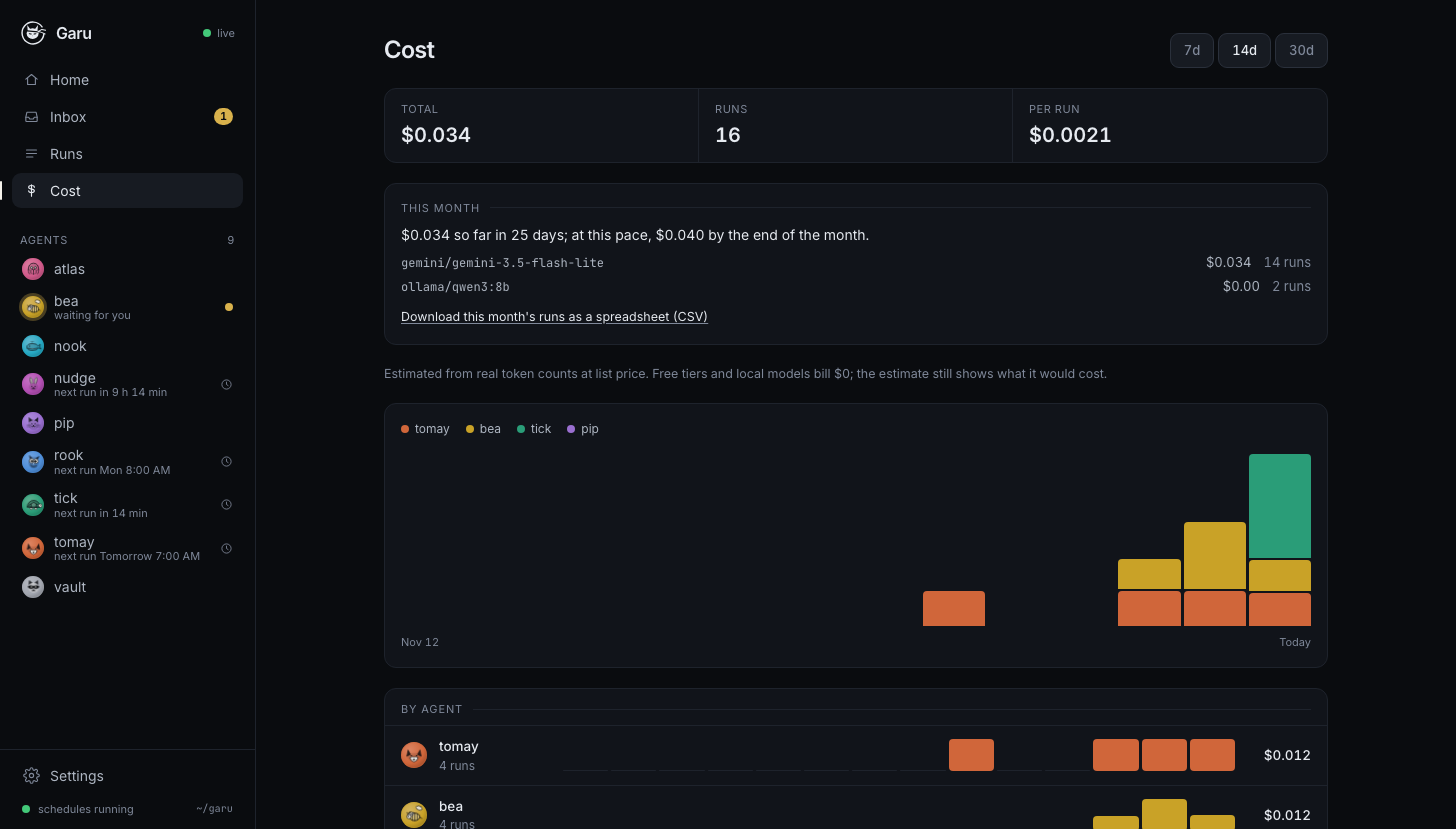 Garu
live
Home
Inbox
1
Runs
Cost
AGENTS
9
atlas
bea
waiting for you
nook
nudge
next run in 9 h 14 min
pip
rook
next run Mon 8:00 AM
tick
next run in 14 min
tomay
next run Tomorrow 7:00 AM
vault
Settings
schedules running
~/garu
Cost
7d
14d
30d
TOTAL
$0.034
RUNS
16
PER RUN
$0.0021
THIS MONTH
$0.034 so far in 25 days; at this pace, $0.040 by the end of the month.
gemini/gemini-3.5-flash-lite $0.034 14 runs
ollama/qwen3:8b $0.00 2 runs
Download this month's runs as a spreadsheet (CSV)
Estimated from real token counts at list price. Free tiers and local models bill $0; the estimate still shows what it would cost.
tomay bea tick pip
Nov 12
Today
BY AGENT
tomay
4 runs
$0.012
bea
4 runs
$0.012